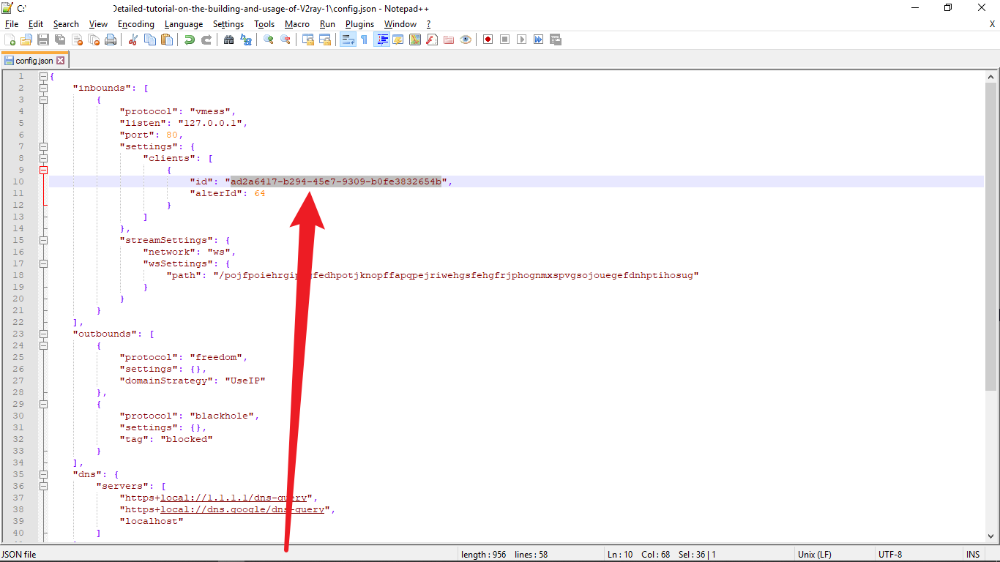 C:\ Detailed-tutorial-on-the-building-and-usage-of-V2ray-1\config.json - Notepad++
File Edit Search View Encoding Language Settings Tools Macro Run Plugins Window ? X
config.json
1 {
2 "inbounds": [
3 {
4 "protocol": "vmess",
5 "listen": "127.0.0.1",
6 "port": 80,
7 "settings": {
8 "clients": [
9 {
10 "id": "ad2a6417-b294-45e7-9309-b0fe3832654b",
11 "alterId": 64
12 }
13 ]
14 },
15 "streamSettings": {
16 "network": "ws",
17 "wsSettings": {
18 "path":
19 }
20 }
21 }
22 ],
23 "outbounds": [
24 {
25 "protocol": "freedom",
26 "settings": {},
27 "domainStrategy": "UseIP"
28 },
29 {
30 "protocol": "blackhole",
31 "settings": {},
32 "tag": "blocked"
33 }
34 ],
35 "dns": {
36 "servers": [
37 "https+local://1.1.1.1/dns-query",
38 "https+local://dns.google/dns-query",
39 "localhost"
40 ]
JSON file length : 956 lines : 58 Ln : 10 Col : 68 Sel : 36 | 1 Unix (LF) UTF-8 INS